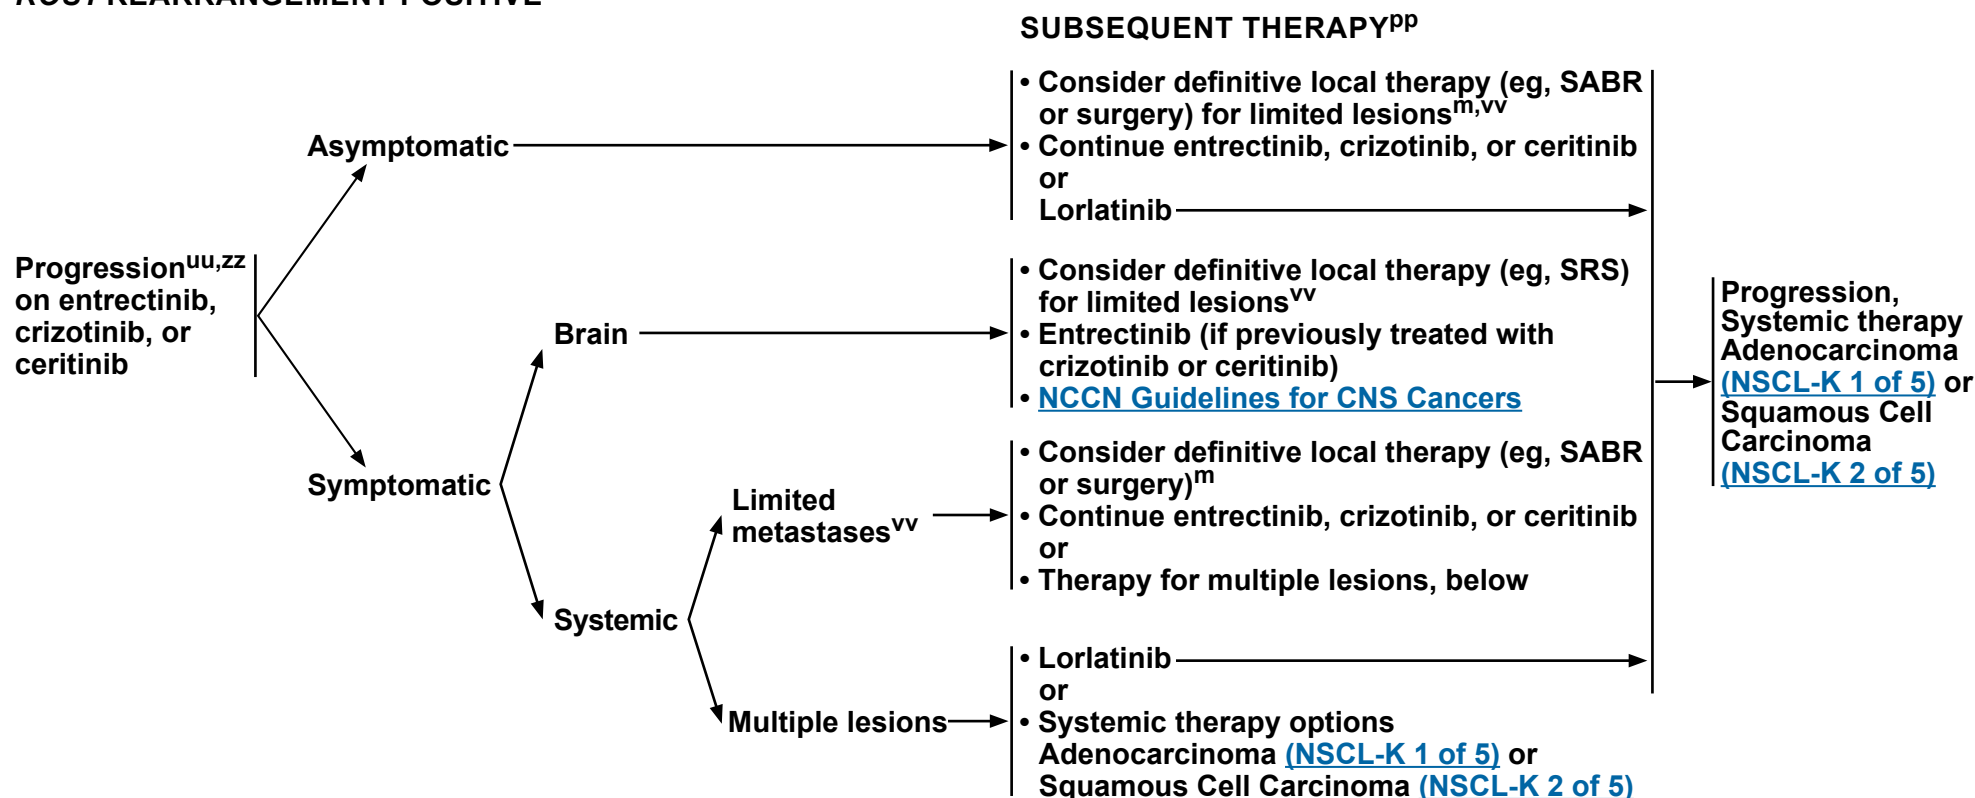 ROS1 REARRANGEMENT POSITIVE
SUBSEQUENT THERAPYpp
• Consider definitive local therapy (eg, SABR
or surgery) for limited lesionsm,vv
• Continue entrectinib, crizotinib, or ceritinib
or
Lorlatinib
Asymptomatic
Progressionuu,zz
on entrectinib,
crizotinib, or
ceritinib
Symptomatic
Brain
• Consider definitive local therapy (eg, SRS)
for limited lesionsvv
• Entrectinib (if previously treated with
crizotinib or ceritinib)
• NCCN Guidelines for CNS Cancers
Systemic
Limited
metastasesvv
• Consider definitive local therapy (eg, SABR
or surgery)m
• Continue entrectinib, crizotinib, or ceritinib
or
• Therapy for multiple lesions, below
Multiple lesions
• Lorlatinib
or
• Systemic therapy options
Adenocarcinoma (NSCL-K 1 of 5) or
Squamous Cell Carcinoma (NSCL-K 2 of 5)
Progression,
Systemic therapy
Adenocarcinoma
(NSCL-K 1 of 5) or
Squamous Cell
Carcinoma
(NSCL-K 2 of 5)